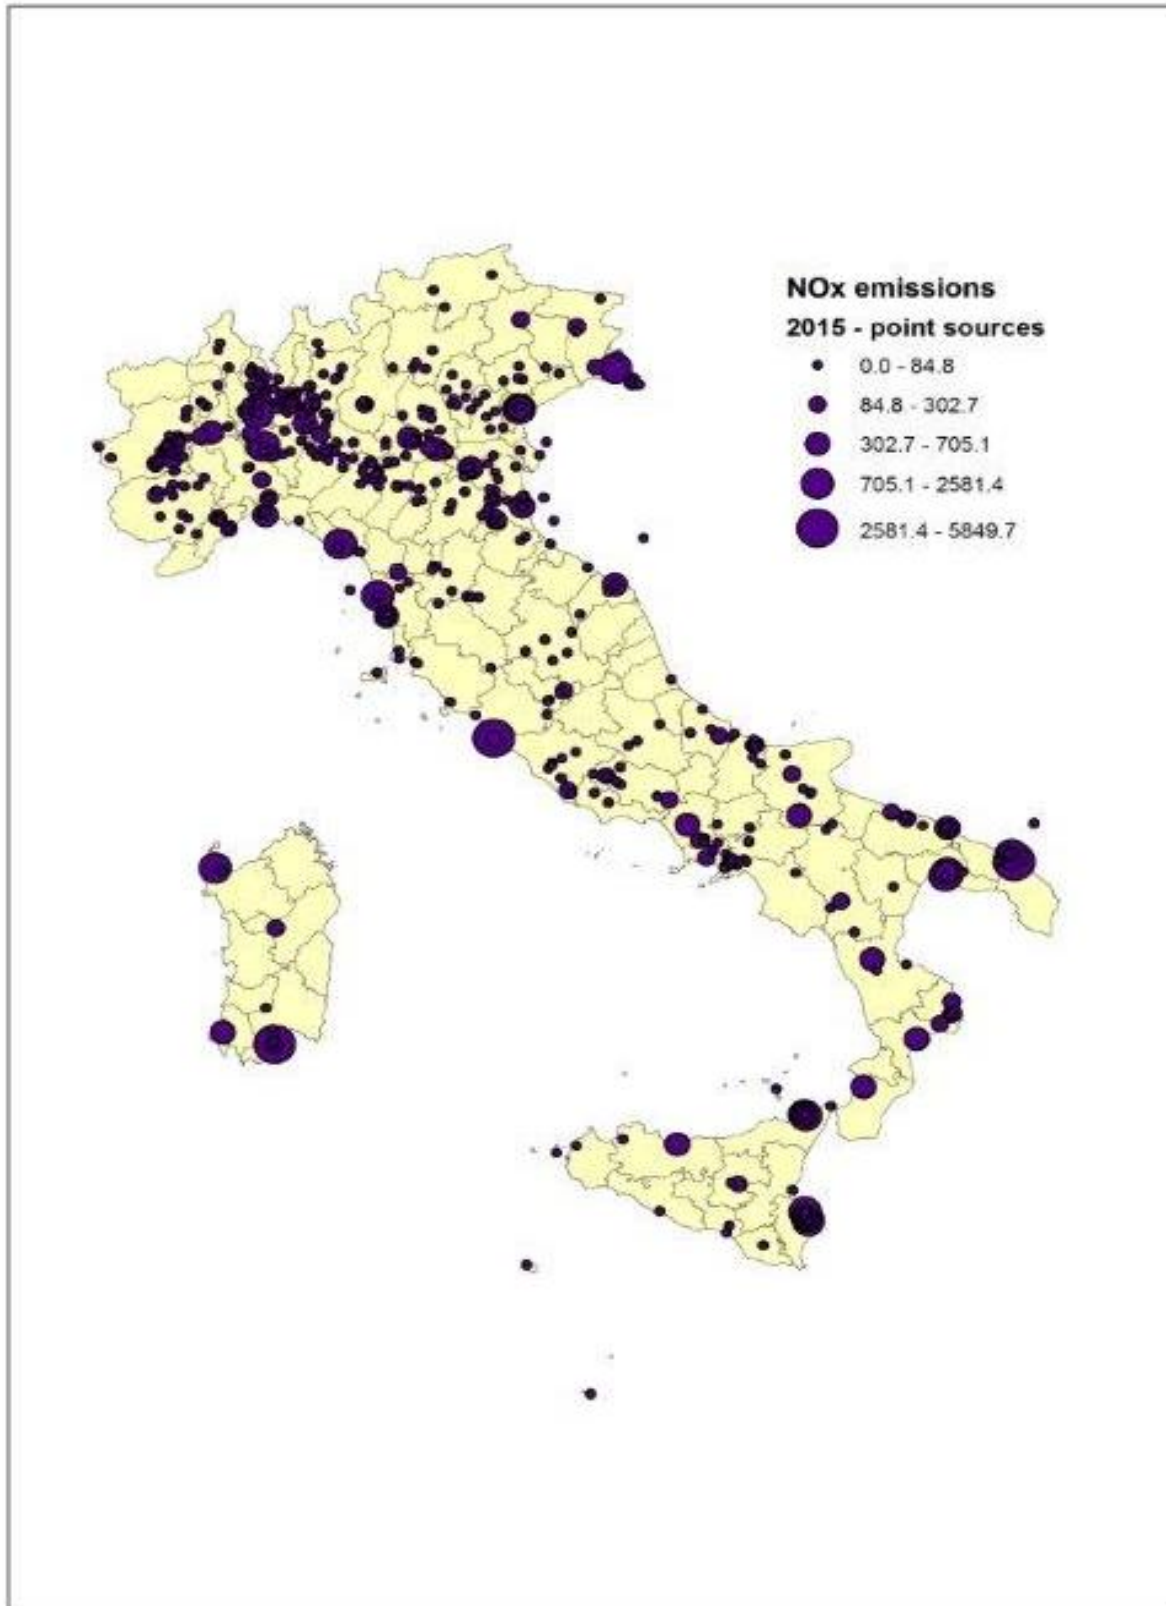 NOx emissions
2015 - point sources
0.0 - 84.8
84.8 - 302.7
302.7 - 705.1
705.1 - 2581.4
2581.4 - 5849.7